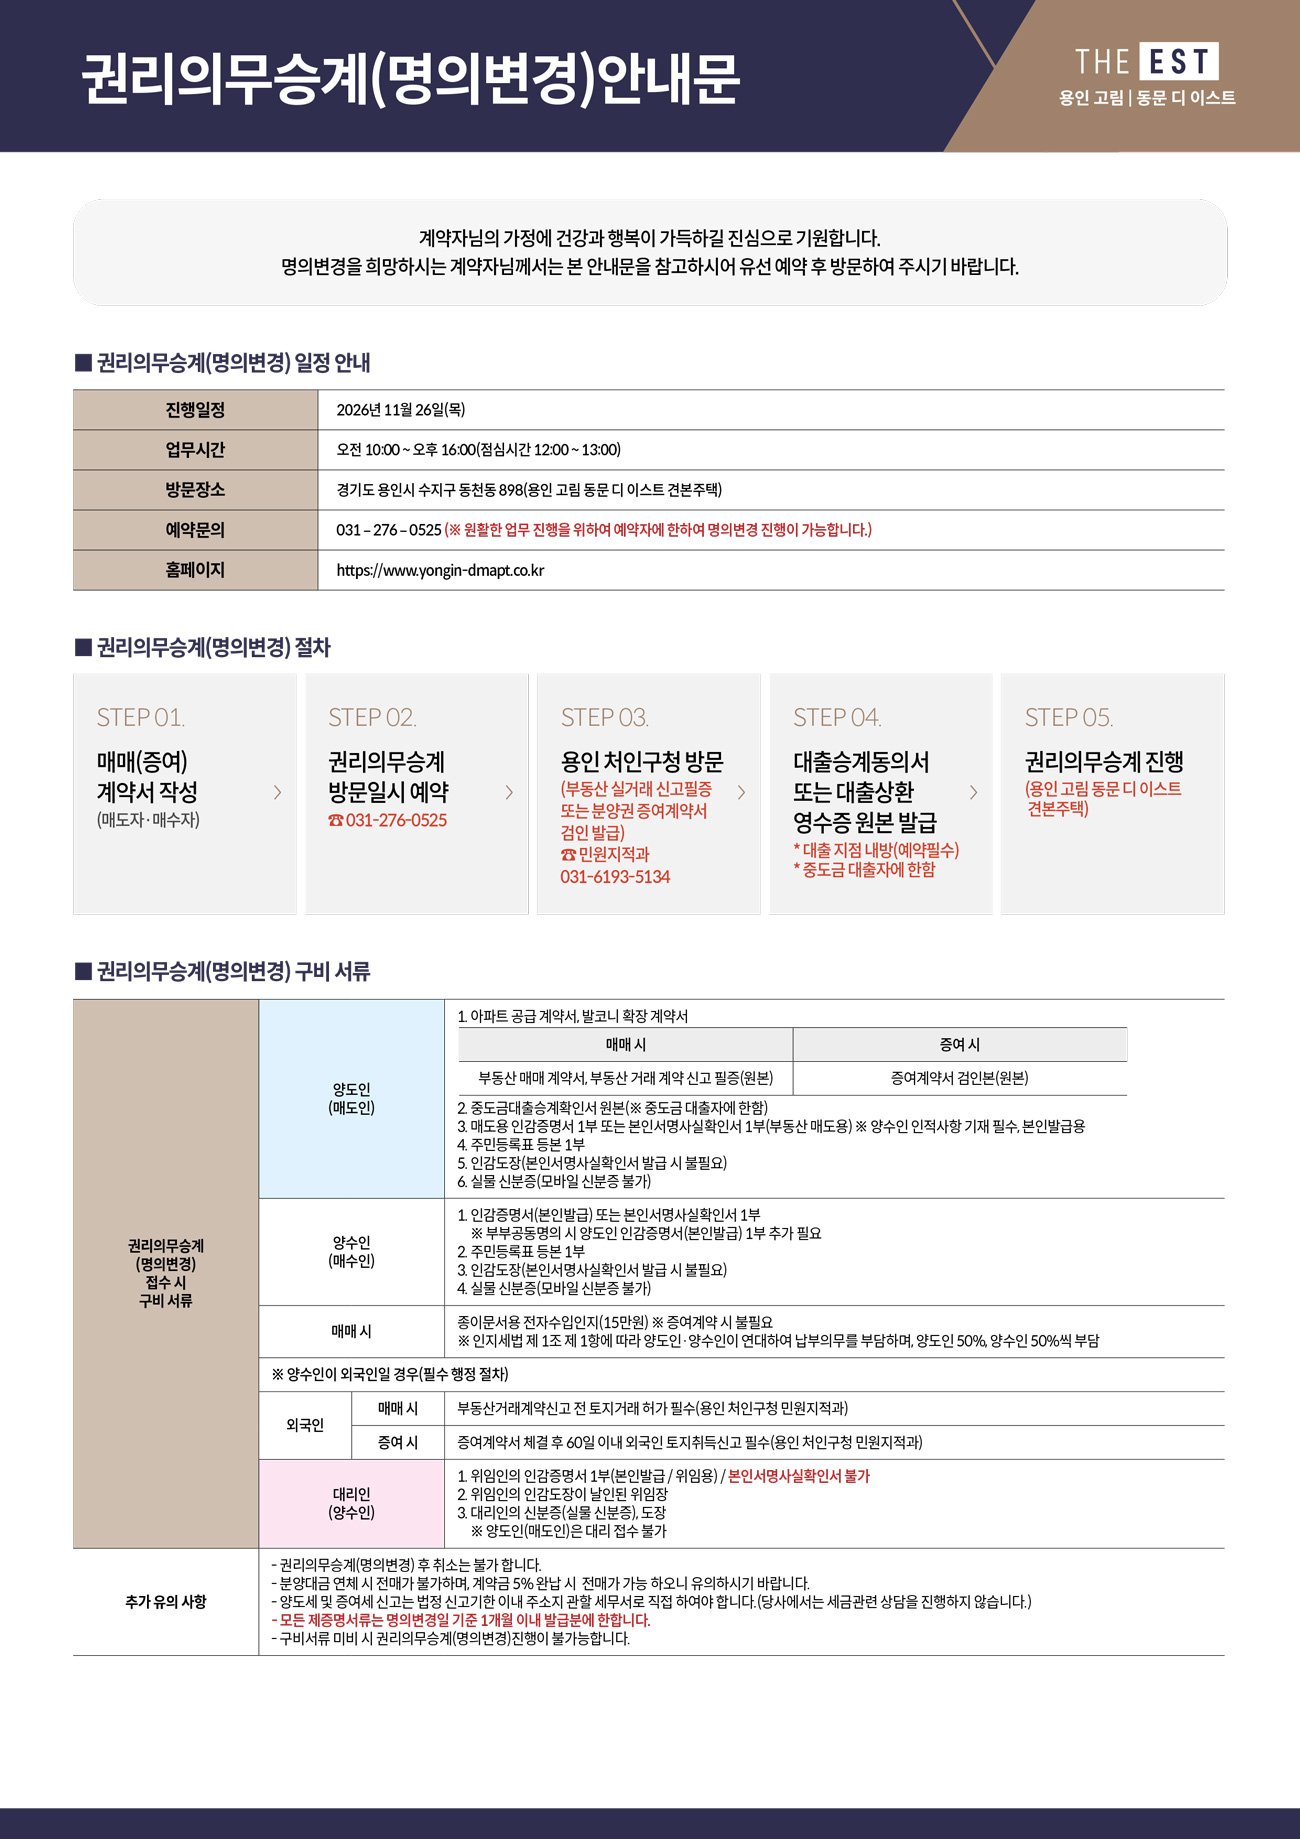 권리의무승계(명의변경)안내문
THE EST
용인 고림 | 동문 디 이스트
계약자님의 가정에 건강과 행복이 가득하길 진심으로 기원합니다.
명의변경을 희망하시는 계약자님께서는 본 안내문을 참고하시어 유선 예약 후 방문하여 주시기 바랍니다.
■ 권리의무승계(명의변경) 일정 안내
진행일정 2026년 11월 26일(목)
업무시간 오전 10:00 ~ 오후 16:00(점심시간 12:00 ~ 13:00)
방문장소 경기도 용인시 수지구 동천동 898(용인 고림 동문 디 이스트 견본주택)
예약문의 031 – 276 – 0525 (※ 원활한 업무 진행을 위하여 예약자에 한하여 명의변경 진행이 가능합니다.)
홈페이지 https://www.yongin-dmapt.co.kr
■ 권리의무승계(명의변경) 절차
STEP 01.
매매(증여)
계약서 작성
(매도자·매수자)
STEP 02.
권리의무승계
방문일시 예약
☎ 031-276-0525
STEP 03.
용인 처인구청 방문
(부동산 실거래 신고필증
또는 분양권 증여계약서
검인 발급)
☎ 민원지적과
031-6193-5134
STEP 04.
대출승계동의서
또는 대출상환
영수증 원본 발급
* 대출 지점 내방(예약필수)
* 중도금 대출자에 한함
STEP 05.
권리의무승계 진행
(용인 고림 동문 디 이스트
견본주택)
■ 권리의무승계(명의변경) 구비 서류
권리의무승계
(명의변경)
접수 시
구비 서류
양도인
(매도인)
1. 아파트 공급 계약서, 발코니 확장 계약서
매매 시 증여 시
부동산 매매 계약서, 부동산 거래 계약 신고 필증(원본) 증여계약서 검인본(원본)
2. 중도금대출승계확인서 원본(※ 중도금 대출자에 한함)
3. 매도용 인감증명서 1부 또는 본인서명사실확인서 1부(부동산 매도용) ※ 양수인 인적사항 기재 필수, 본인발급용
4. 주민등록표 등본 1부
5. 인감도장(본인서명사실확인서 발급 시 불필요)
6. 실물 신분증(모바일 신분증 불가)
양수인
(매수인)
1. 인감증명서(본인발급) 또는 본인서명사실확인서 1부
※ 부부공동명의 시 양도인 인감증명서(본인발급) 1부 추가 필요
2. 주민등록표 등본 1부
3. 인감도장(본인서명사실확인서 발급 시 불필요)
4. 실물 신분증(모바일 신분증 불가)
매매 시
종이문서용 전자수입인지(15만원) ※ 증여계약 시 불필요
※ 인지세법 제 1조 제 1항에 따라 양도인·양수인이 연대하여 납부의무를 부담하며, 양도인 50%, 양수인 50%씩 부담
※ 양수인이 외국인일 경우(필수 행정 절차)
외국인
매매 시 부동산거래계약신고 전 토지거래 허가 필수(용인 처인구청 민원지적과)
증여 시 증여계약서 체결 후 60일 이내 외국인 토지취득신고 필수(용인 처인구청 민원지적과)
대리인
(양수인)
1. 위임인의 인감증명서 1부(본인발급 / 위임용) / 본인서명사실확인서 불가
2. 위임인의 인감도장이 날인된 위임장
3. 대리인의 신분증(실물 신분증), 도장
※ 양도인(매도인)은 대리 접수 불가
추가 유의 사항
- 권리의무승계(명의변경) 후 취소는 불가 합니다.
- 분양대금 연체 시 전매가 불가하며, 계약금 5% 완납 시 전매가 가능 하오니 유의하시기 바랍니다.
- 양도세 및 증여세 신고는 법정 신고기한 이내 주소지 관할 세무서로 직접 하여야 합니다.(당사에서는 세금관련 상담을 진행하지 않습니다.)
- 모든 제증명서류는 명의변경일 기준 1개월 이내 발급분에 한합니다.
- 구비서류 미비 시 권리의무승계(명의변경)진행이 불가능합니다.